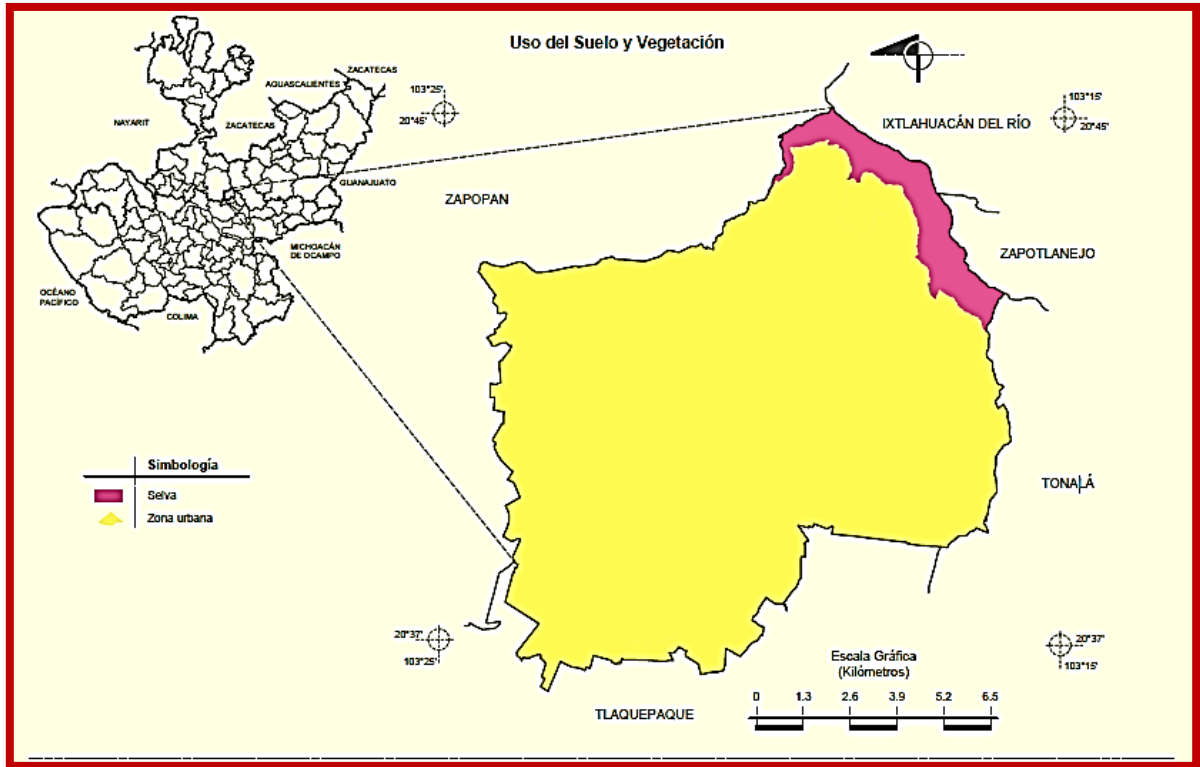 Uso del Suelo y Vegetación
ZACATECAS
AGUASCALIENTES
NAYARIT
ZACATECAS
GUANAJUATO
MICHOACÁN
DE OCAMPO
OCÉANO
PACÍFICO
COLIMA
103°25'
20°45'
103°15'
20°45'
IXTLAHUACÁN DEL RÍO
ZAPOPAN
ZAPOTLANEJO
TONALÁ
Simbología
Selva
Zona urbana
20°37'
103°25'
20°37'
103°15'
Escala Gráfica
(Kilómetros)
0 1.3 2.6 3.9 5.2 6.5
TLAQUEPAQUE